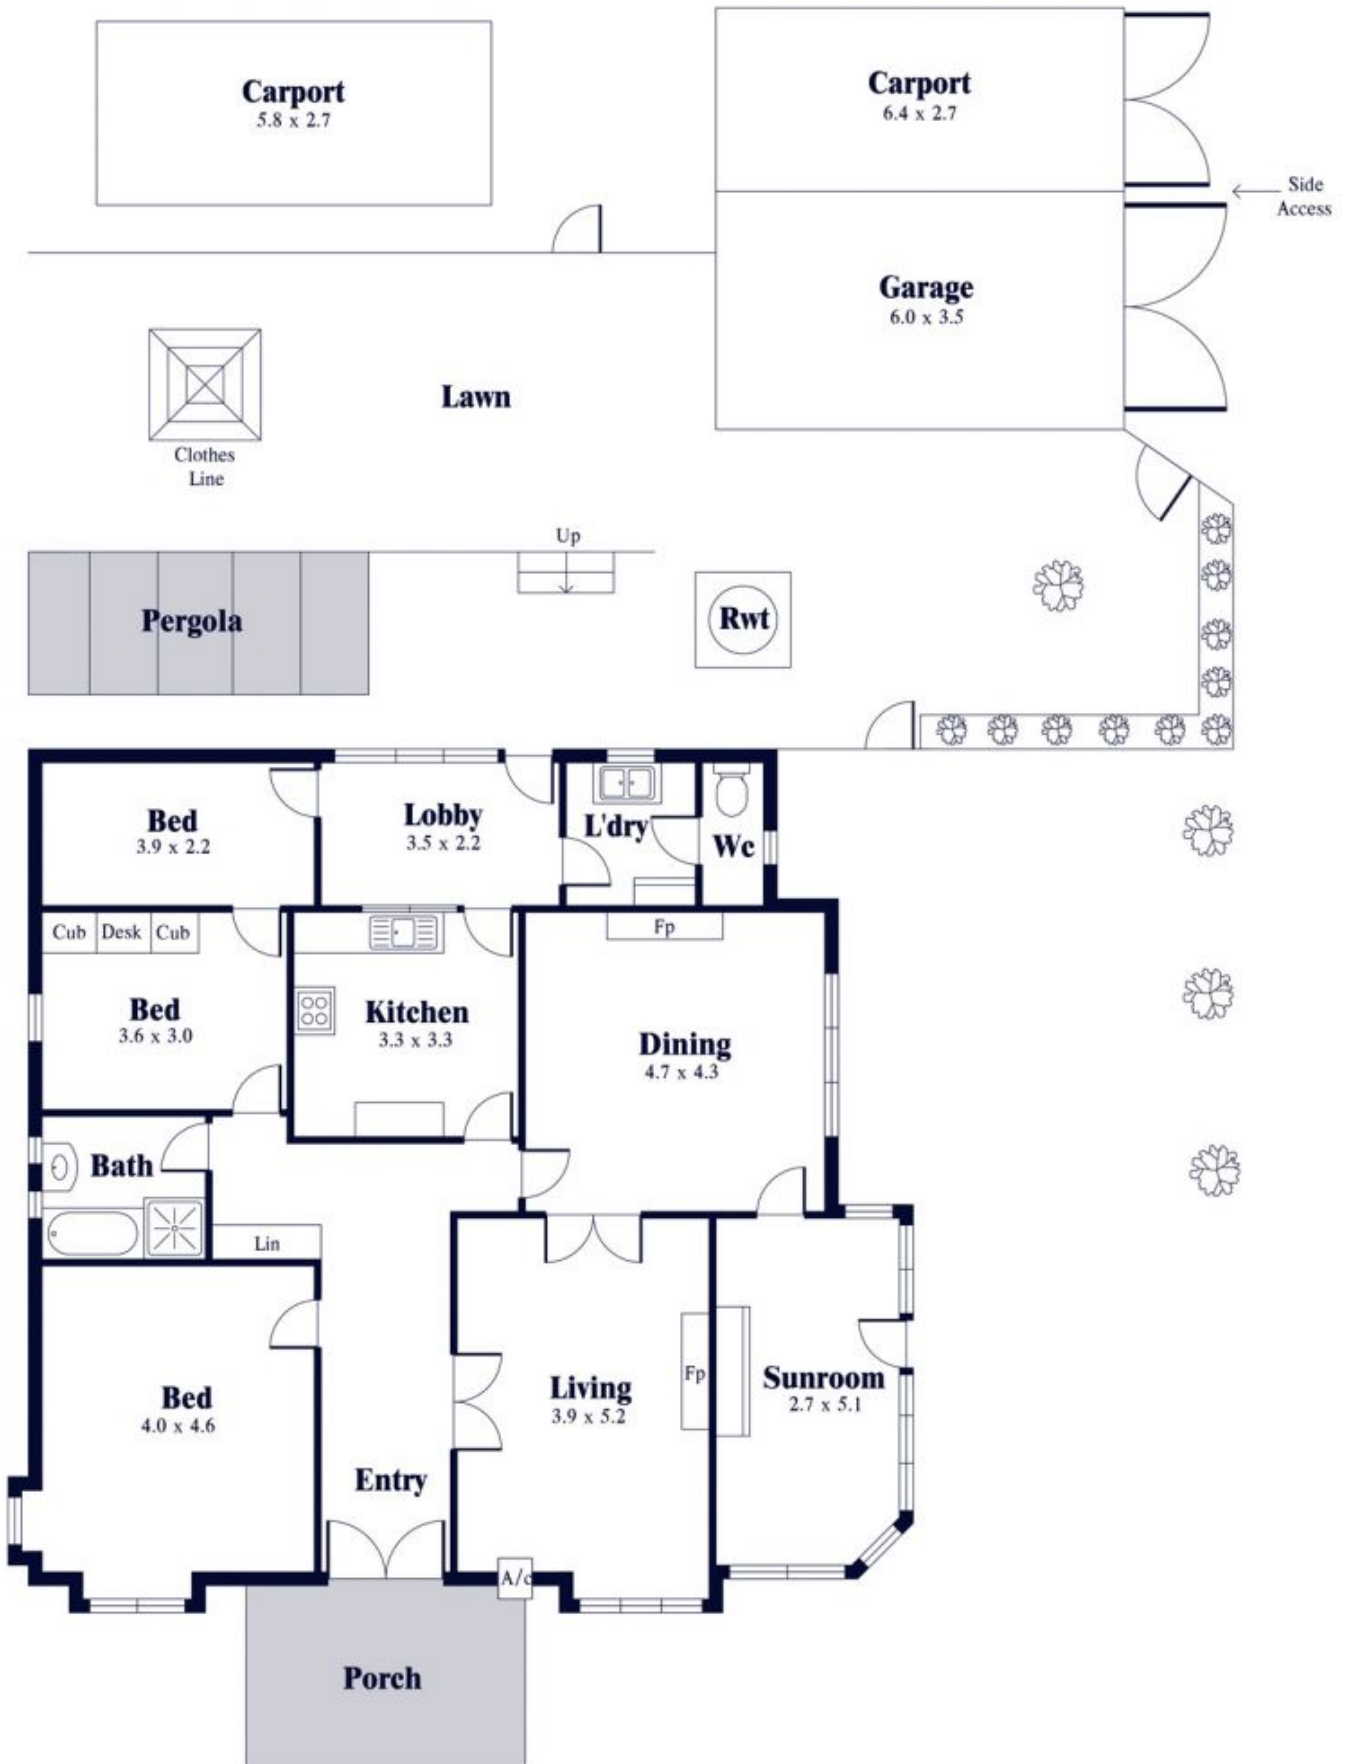 Carport
5.8 x 2.7
Carport
6.4 x 2.7
Side
Access
Garage
6.0 x 3.5
Lawn
Clothes
Line
Up
Pergola
Rwt
Bed
3.9 x 2.2
Lobby
3.5 x 2.2
L'dry
Wc
Cub
Desk
Cub
Fp
Bed
3.6 x 3.0
Kitchen
3.3 x 3.3
Dining
4.7 x 4.3
Bath
Lin
Bed
4.0 x 4.6
Living
3.9 x 5.2
Fp
Sunroom
2.7 x 5.1
Entry
A/c
Porch